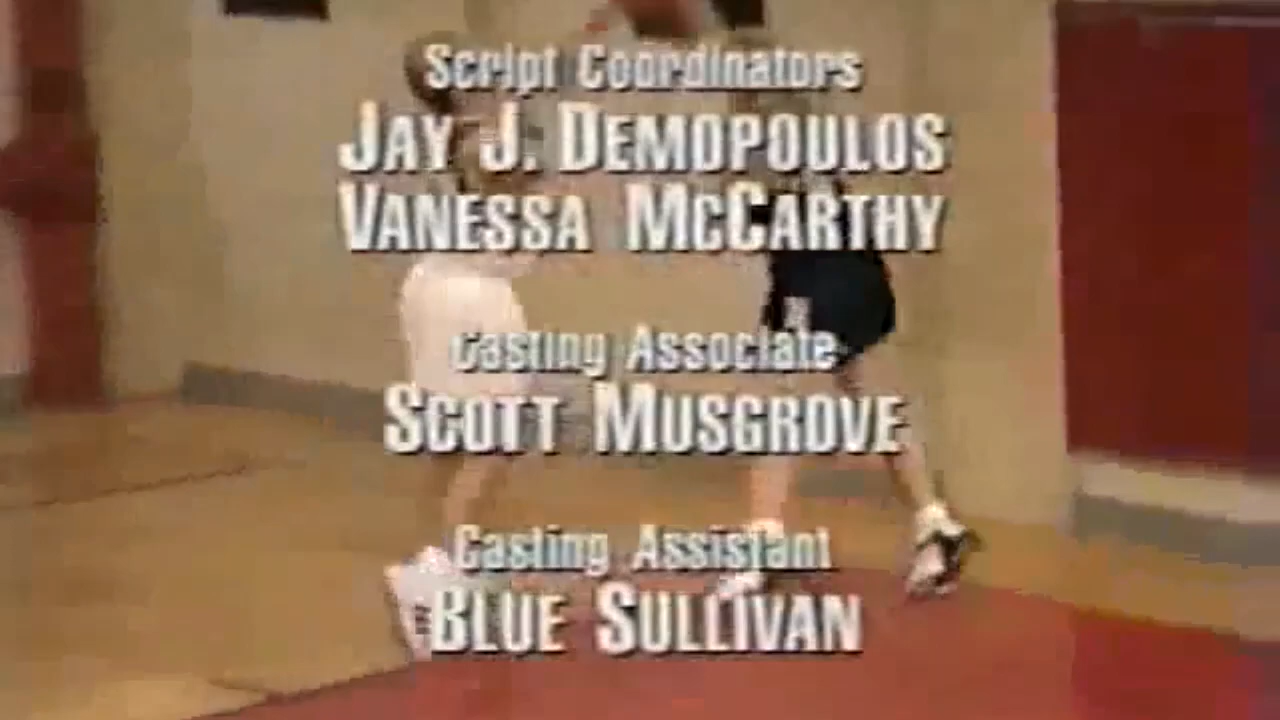 Script Coordinators
JAY J. DEMOPOULOS
VANESSA MCCARTHY
Casting Associate
SCOTT MUSGROVE
Casting Assistant
BLUE SULLIVAN